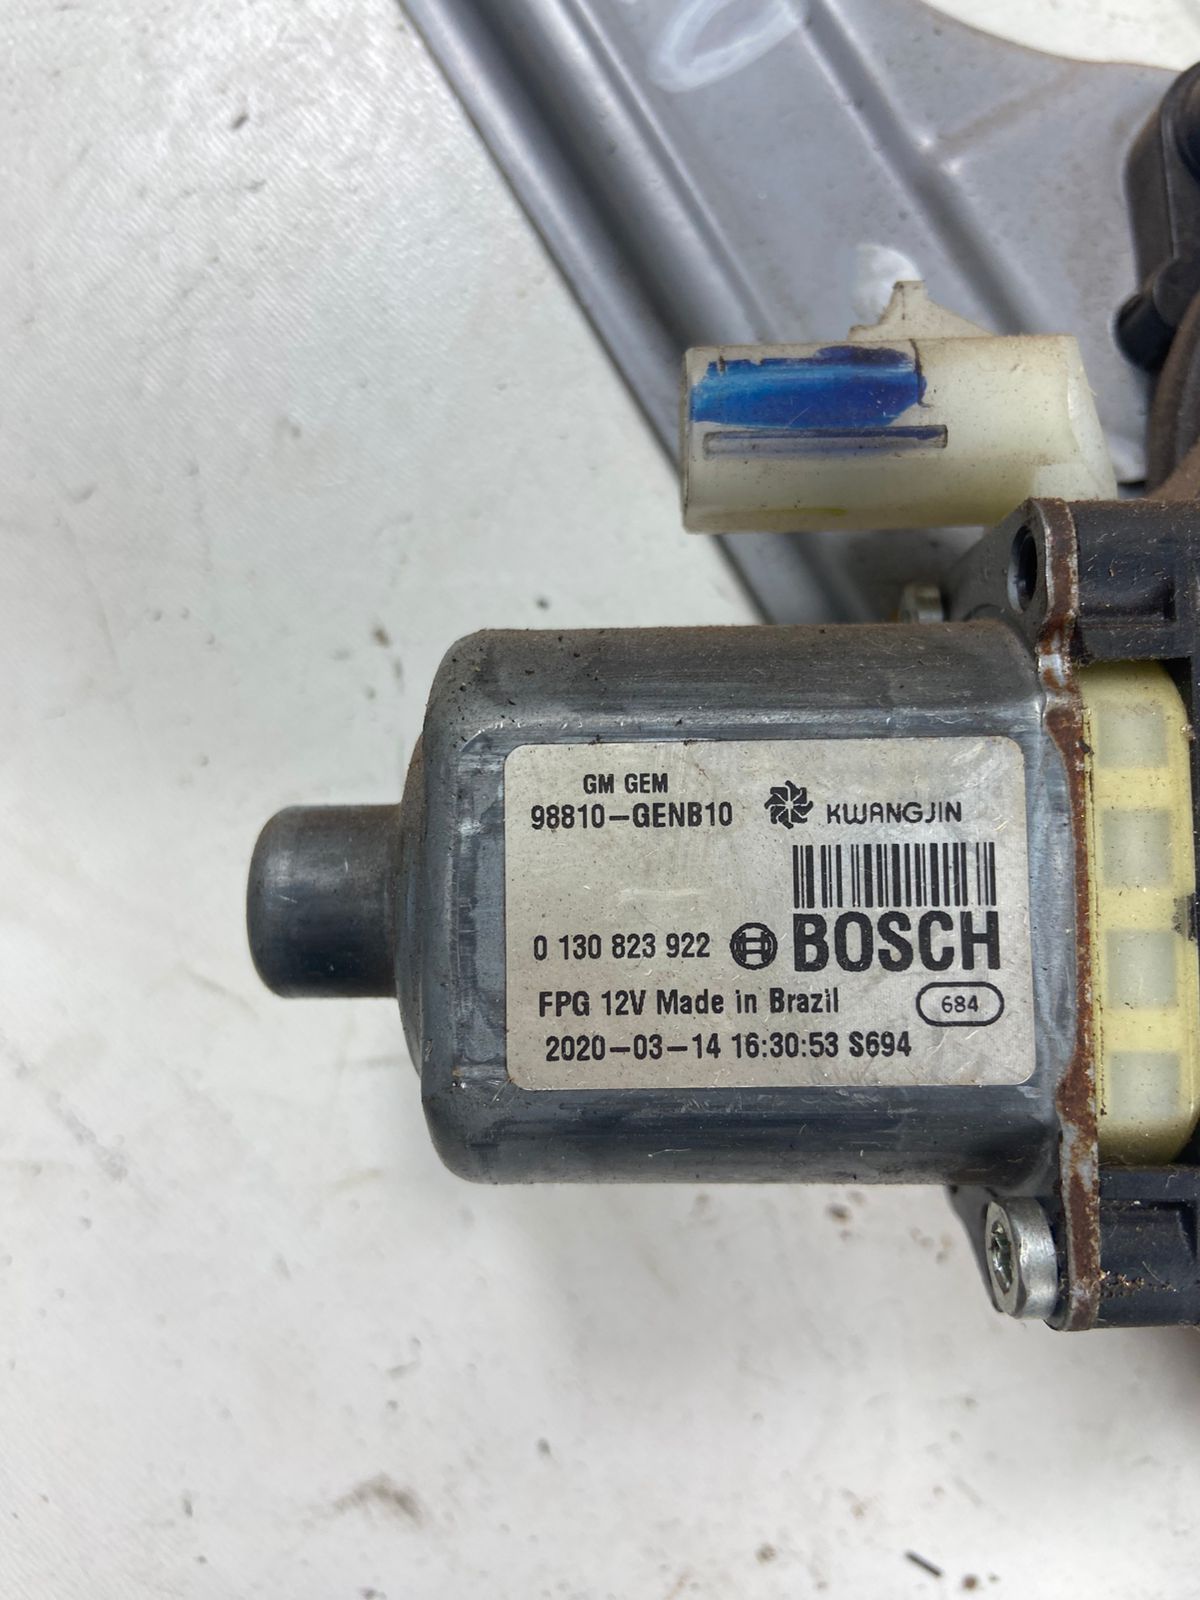 GM GEM
98810-GENB10 KWANGJIN
0 130 823 922 BOSCH
FPG 12V Made in Brazil 684
2020-03-14 16:30:53 S694